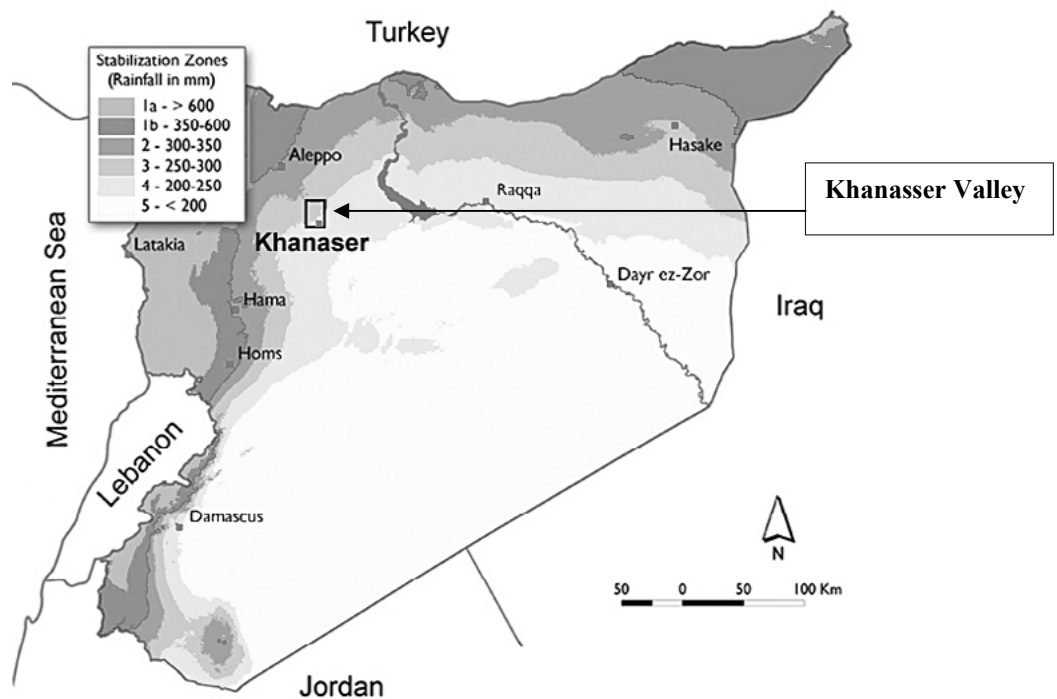 Turkey
Stabilization Zones
(Rainfall in mm)
1a - > 600
1b - 350-600
2 - 300-350
3 - 250-300
4 - 200-250
5 - < 200
Aleppo
Hasake
Raqqa
Khanasser Valley
Khanaser
Latakia
Dayr ez-Zor
Mediterranean Sea
Hama
Iraq
Homs
Lebanon
Damascus
N
50 0 50 100 Km
Jordan